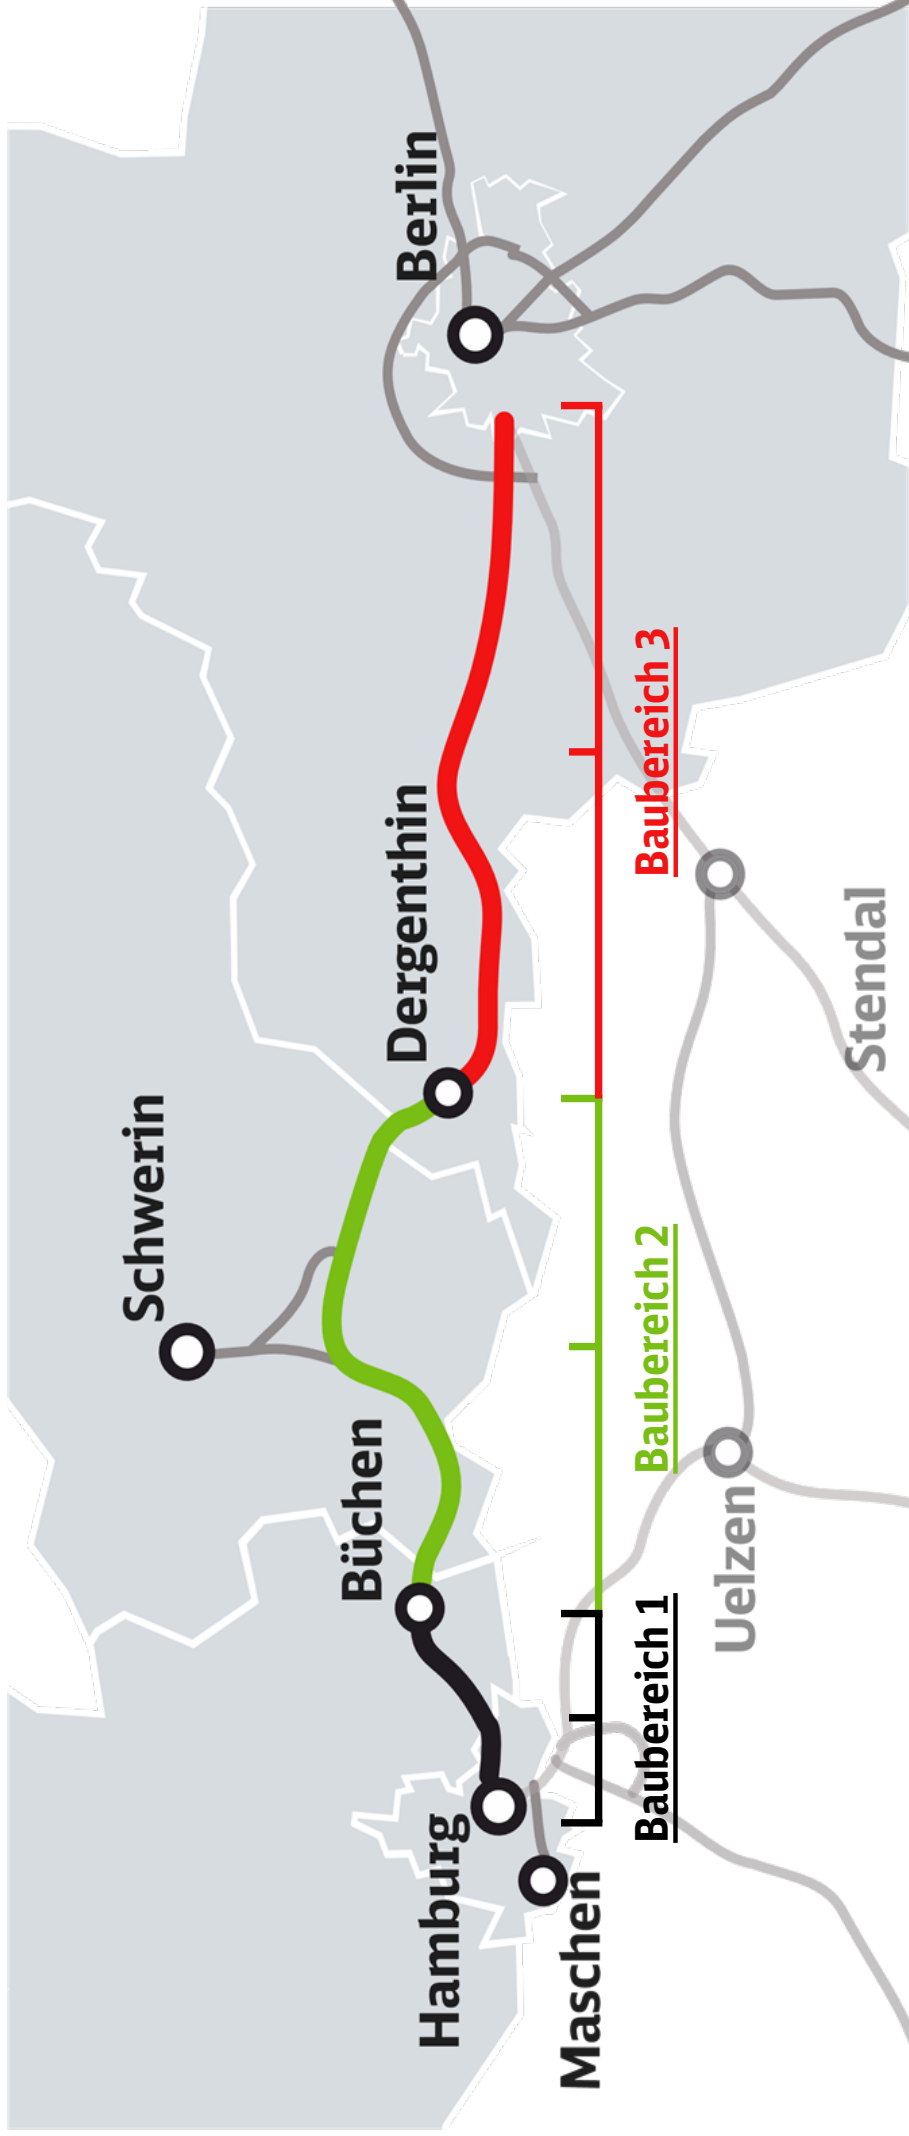 Schwerin
Berlin
Dergenthin
Büchen
Hamburg
Maschen
Baubereich 1
Baubereich 2
Baubereich 3
Uelzen
Stendal